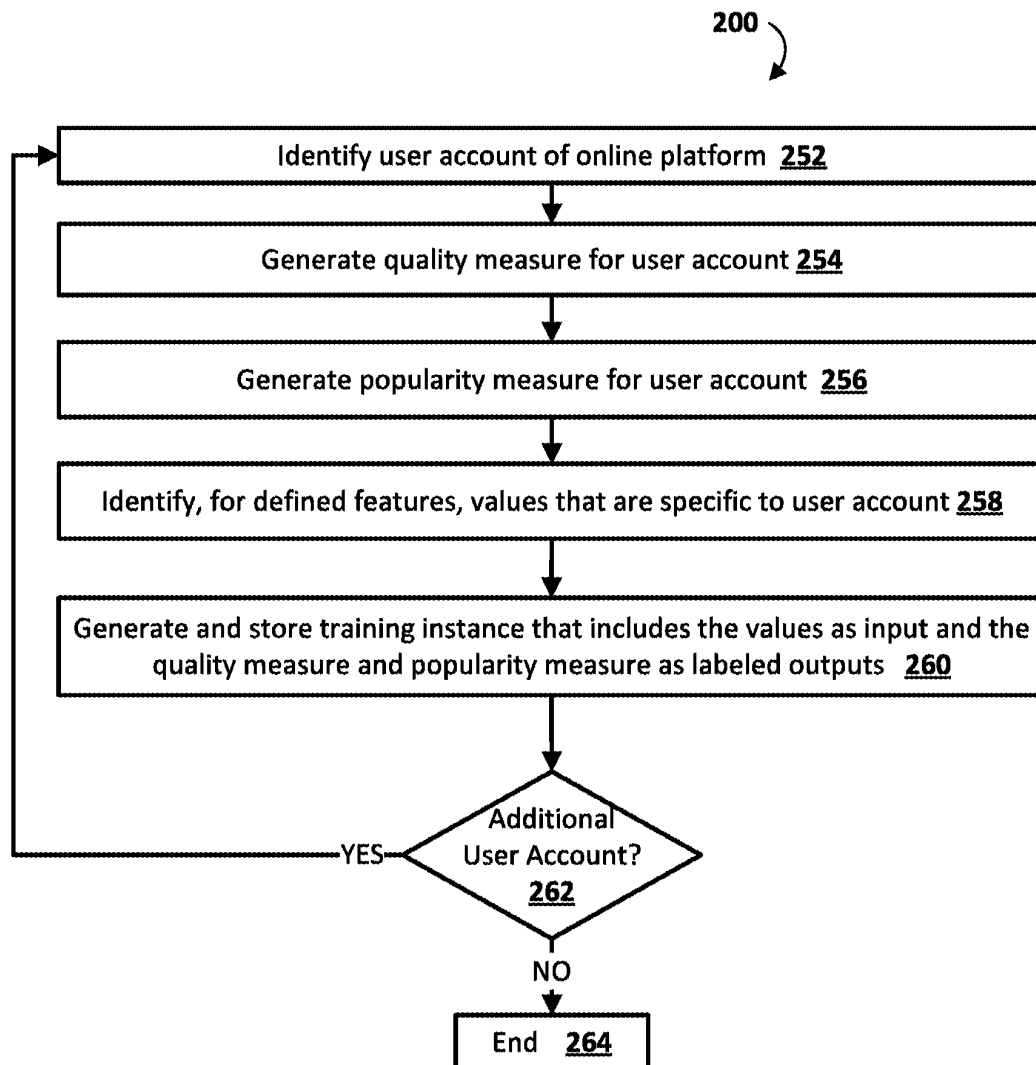 200
Identify user account of online platform 252
Generate quality measure for user account 254
Generate popularity measure for user account 256
Identify, for defined features, values that are specific to user account 258
Generate and store training instance that includes the values as input and the
quality measure and popularity measure as labeled outputs 260
Additional
User Account?
262
YES
NO
End 264